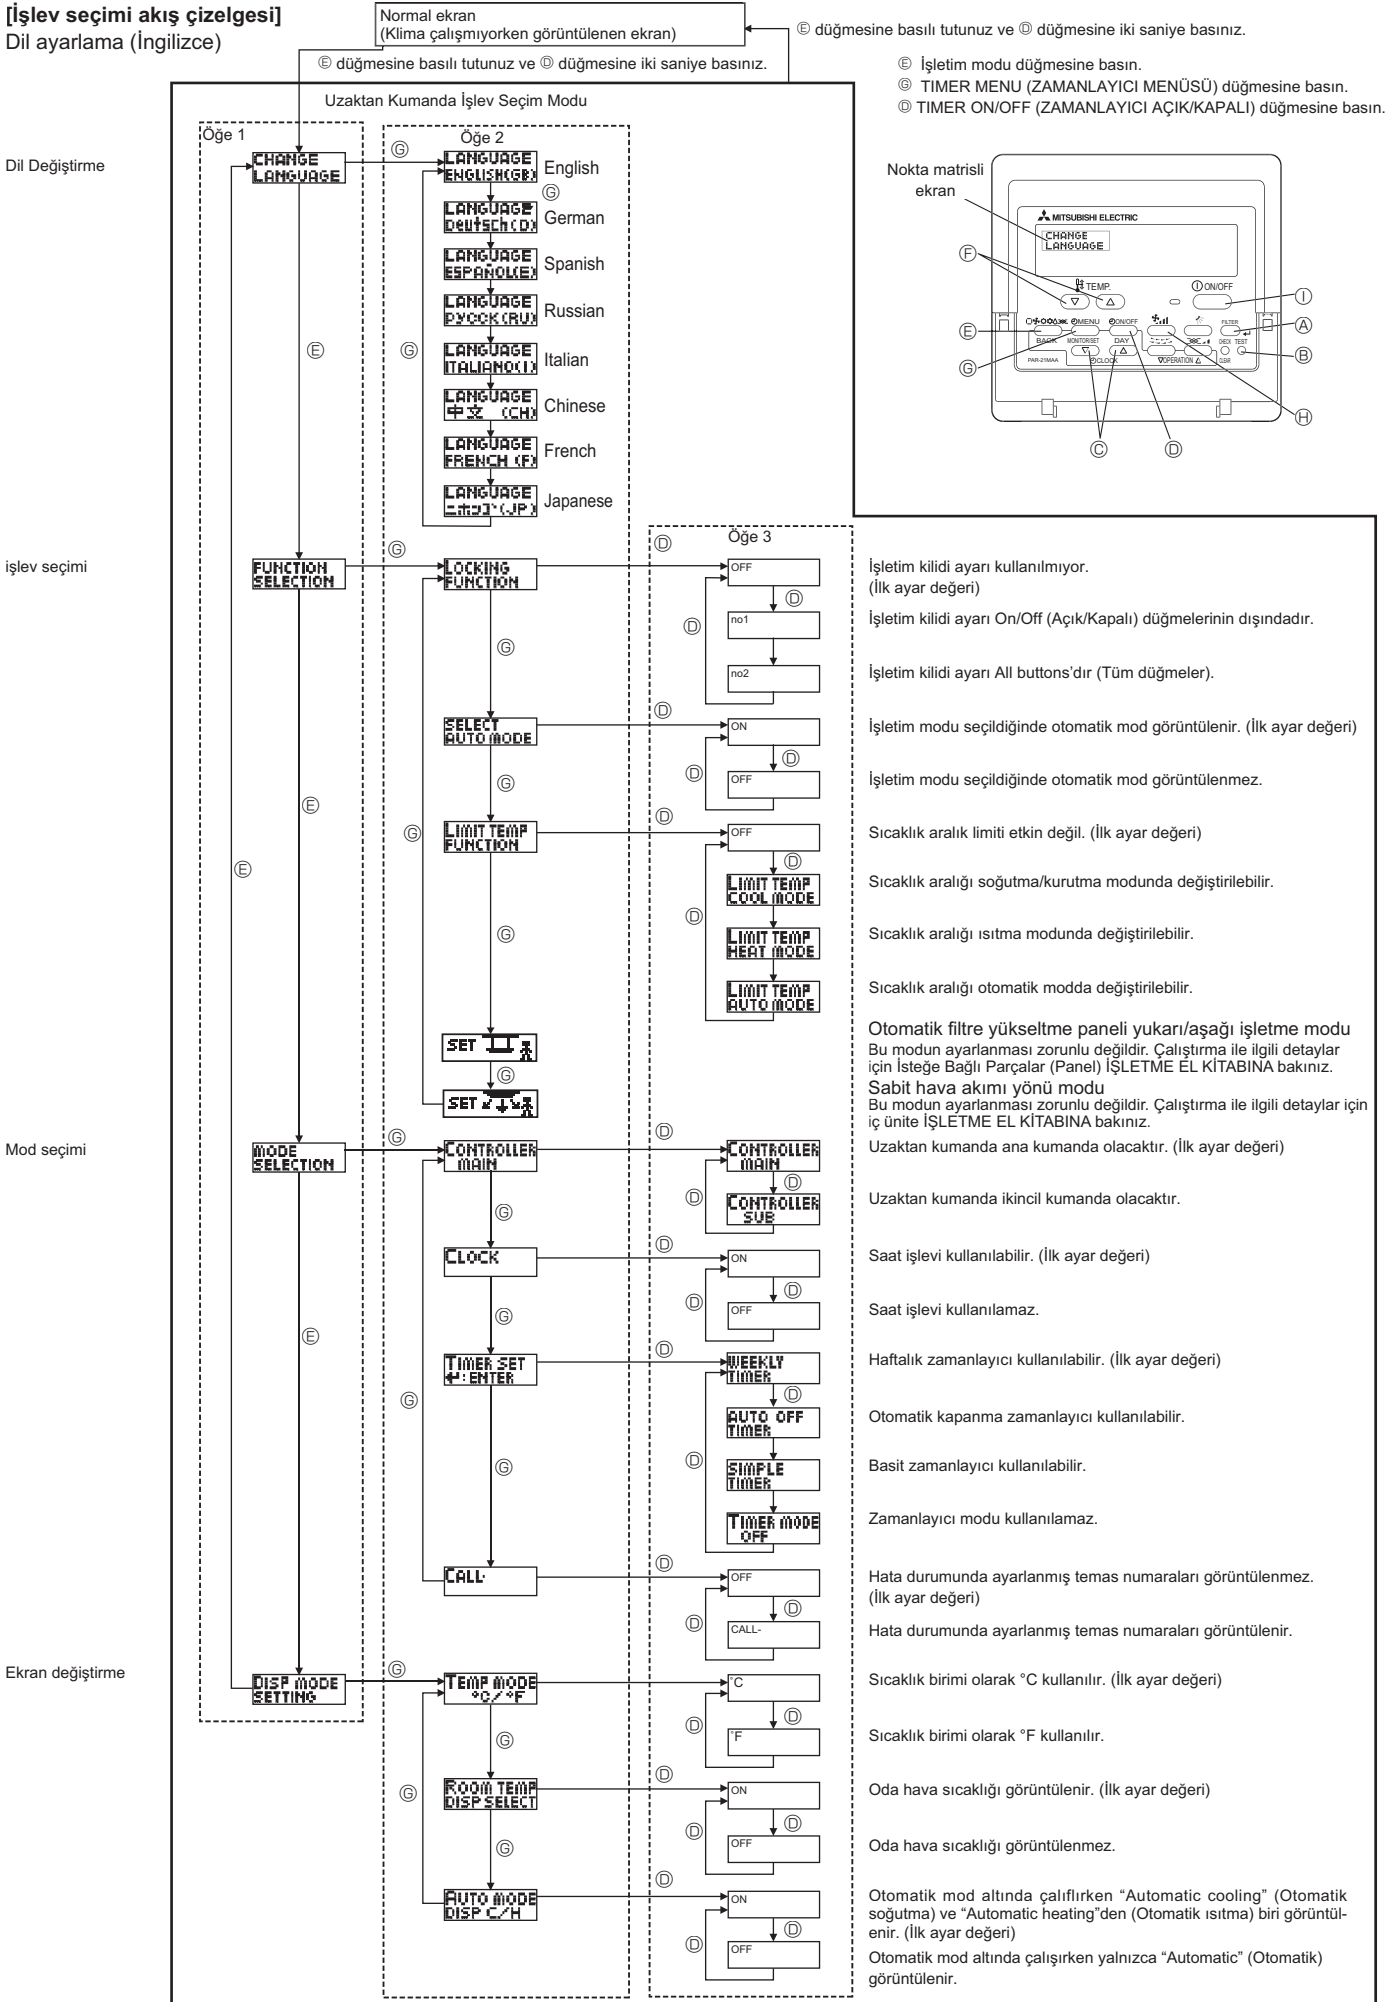 [İşlev seçimi akış çizelgesi]
Dil ayarlama (İngilizce)
Normal ekran
(Klima çalışmıyorken görüntülenen ekran)
Ⓔ düğmesine basılı tutunuz ve Ⓓ düğmesine iki saniye basınız.
Ⓔ düğmesine basılı tutunuz ve Ⓓ düğmesine iki saniye basınız.
Ⓔ İşletim modu düğmesine basın.
Ⓖ TIMER MENU (ZAMANLAYICI MENÜSÜ) düğmesine basın.
Ⓓ TIMER ON/OFF (ZAMANLAYICI AÇIK/KAPALI) düğmesine basın.
Uzaktan Kumanda İşlev Seçim Modu
Öğe 1
Öğe 2
Dil Değiştirme
CHANGE
LANGUAGE
Ⓖ
LANGUAGE
ENGLISH(GB)
English
Ⓖ
LANGUAGE
Deutsch(D)
German
LANGUAGE
ESPAÑOL(E)
Spanish
LANGUAGE
РУССК(RU)
Russian
Ⓔ
Ⓖ
LANGUAGE
ITALIANO(I)
Italian
LANGUAGE
中文 (CH)
Chinese
LANGUAGE
FRENCH (F)
French
LANGUAGE
ニホンゴ(JP)
Japanese
Nokta matrisli
ekran
MITSUBISHI ELECTRIC
CHANGE
LANGUAGE
Ⓕ
TEMP.
ON/OFF
Ⓘ
Ⓔ
MENU
ON/OFF
FILTER
Ⓐ
BACK
MONITOR/SET
DAY
CHECK TEST
Ⓑ
PAR-21MAA
CLOCK
▽OPERATION △
CLEAR
Ⓖ
Ⓗ
Ⓒ
Ⓓ
Öğe 3
işlev seçimi
FUNCTION
SELECTION
Ⓖ
LOCKING
FUNCTION
Ⓓ
OFF
İşletim kilidi ayarı kullanılmıyor.
(İlk ayar değeri)
Ⓓ
Ⓓ
no1
İşletim kilidi ayarı On/Off (Açık/Kapalı) düğmelerinin dışındadır.
Ⓖ
no2
İşletim kilidi ayarı All buttons’dır (Tüm düğmeler).
SELECT
AUTO MODE
Ⓓ
ON
İşletim modu seçildiğinde otomatik mod görüntülenir. (İlk ayar değeri)
Ⓓ
Ⓓ
Ⓖ
OFF
İşletim modu seçildiğinde otomatik mod görüntülenmez.
Ⓔ
Ⓖ
LIMIT TEMP
FUNCTION
Ⓓ
OFF
Sıcaklık aralık limiti etkin değil. (İlk ayar değeri)
Ⓔ
Ⓓ
LIMIT TEMP
COOL MODE
Sıcaklık aralığı soğutma/kurutma modunda değiştirilebilir.
Ⓓ
Ⓖ
LIMIT TEMP
HEAT MODE
Sıcaklık aralığı ısıtma modunda değiştirilebilir.
LIMIT TEMP
AUTO MODE
Sıcaklık aralığı otomatik modda değiştirilebilir.
SET
Otomatik filtre yükseltme paneli yukarı/aşağı işletme modu
Bu modun ayarlanması zorunlu değildir. Çalıştırma ile ilgili detaylar
için İsteğe Bağlı Parçalar (Panel) İŞLETME EL KİTABINA bakınız.
Ⓖ
SET
Sabit hava akımı yönü modu
Bu modun ayarlanması zorunlu değildir. Çalıştırma ile ilgili detaylar için
iç ünite İŞLETME EL KİTABINA bakınız.
Mod seçimi
MODE
SELECTION
Ⓖ
CONTROLLER
MAIN
Ⓓ
CONTROLLER
MAIN
Uzaktan kumanda ana kumanda olacaktır. (İlk ayar değeri)
Ⓓ
Ⓓ
Ⓖ
CONTROLLER
SUB
Uzaktan kumanda ikincil kumanda olacaktır.
CLOCK
Ⓓ
ON
Saat işlevi kullanılabilir. (İlk ayar değeri)
Ⓓ
Ⓓ
Ⓖ
OFF
Saat işlevi kullanılamaz.
Ⓔ
TIMER SET
↵:ENTER
Ⓓ
WEEKLY
TIMER
Haftalık zamanlayıcı kullanılabilir. (İlk ayar değeri)
Ⓖ
Ⓓ
AUTO OFF
TIMER
Otomatik kapanma zamanlayıcı kullanılabilir.
Ⓖ
Ⓓ
SIMPLE
TIMER
Basit zamanlayıcı kullanılabilir.
TIMER MODE
OFF
Zamanlayıcı modu kullanılamaz.
CALL-
Ⓓ
OFF
Hata durumunda ayarlanmış temas numaraları görüntülenmez.
(İlk ayar değeri)
Ⓓ
Ⓓ
CALL-
Hata durumunda ayarlanmış temas numaraları görüntülenir.
Ekran değiştirme
DISP MODE
SETTING
Ⓖ
TEMP MODE
°C/°F
°C
Sıcaklık birimi olarak °C kullanılır. (İlk ayar değeri)
Ⓓ
Ⓓ
Ⓖ
°F
Sıcaklık birimi olarak °F kullanılır.
Ⓖ
ROOM TEMP
DISP SELECT
Ⓓ
ON
Oda hava sıcaklığı görüntülenir. (İlk ayar değeri)
Ⓓ
Ⓓ
Ⓖ
OFF
Oda hava sıcaklığı görüntülenmez.
AUTO MODE
DISP C/H
Ⓓ
ON
Otomatik mod altında çalıflırken “Automatic cooling” (Otomatik
soğutma) ve “Automatic heating”den (Otomatik ısıtma) biri görüntül-
enir. (İlk ayar değeri)
Ⓓ
Ⓓ
OFF
Otomatik mod altında çalışırken yalnızca “Automatic” (Otomatik)
görüntülenir.